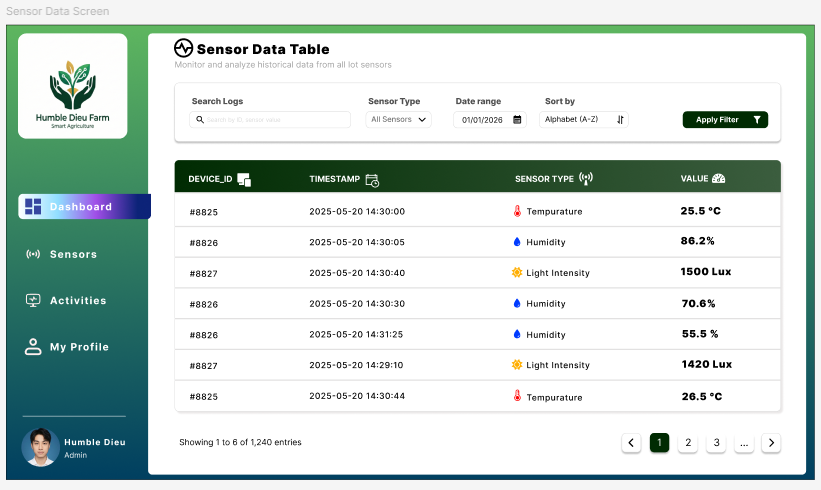 Sensor Data Screen
Humble Dieu Farm
Smart Agriculture
Dashboard
Sensors
Activities
My Profile
Humble Dieu
Admin
Sensor Data Table
Monitor and analyze historical data from all Iot sensors
Search Logs
Search by ID, sensor value
Sensor Type
All Sensors
Date range
01/01/2026
Sort by
Alphabet (A-Z)
Apply Filter
DEVICE_ID TIMESTAMP SENSOR TYPE VALUE
#8825 2025-05-20 14:30:00 Tempurature 25.5 °C
#8826 2025-05-20 14:30:05 Humidity 86.2%
#8827 2025-05-20 14:30:40 Light Intensity 1500 Lux
#8826 2025-05-20 14:30:30 Humidity 70.6%
#8826 2025-05-20 14:31:25 Humidity 55.5 %
#8827 2025-05-20 14:29:10 Light Intensity 1420 Lux
#8825 2025-05-20 14:30:44 Tempurature 26.5 °C
Showing 1 to 6 of 1,240 entries
1 2 3 ...